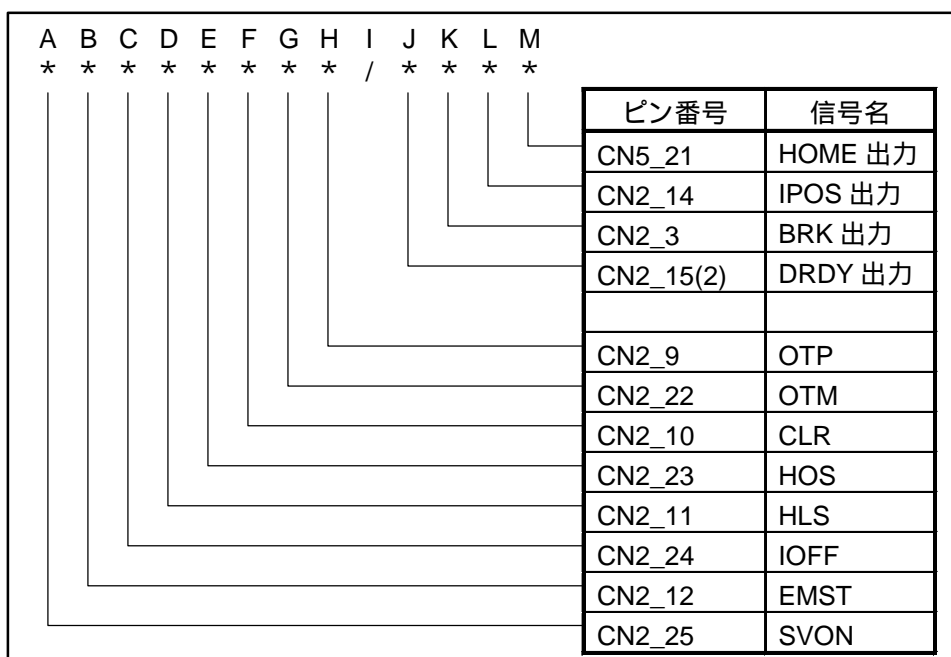 A B C D E F G H I J K L M
* * * * * * * * / * * * *
ピン番号 信号名
CN5_21 HOME 出力
CN2_14 IPOS 出力
CN2_3 BRK 出力
CN2_15(2) DRDY 出力
CN2_9 OTP
CN2_22 OTM
CN2_10 CLR
CN2_23 HOS
CN2_11 HLS
CN2_24 IOFF
CN2_12 EMST
CN2_25 SVON